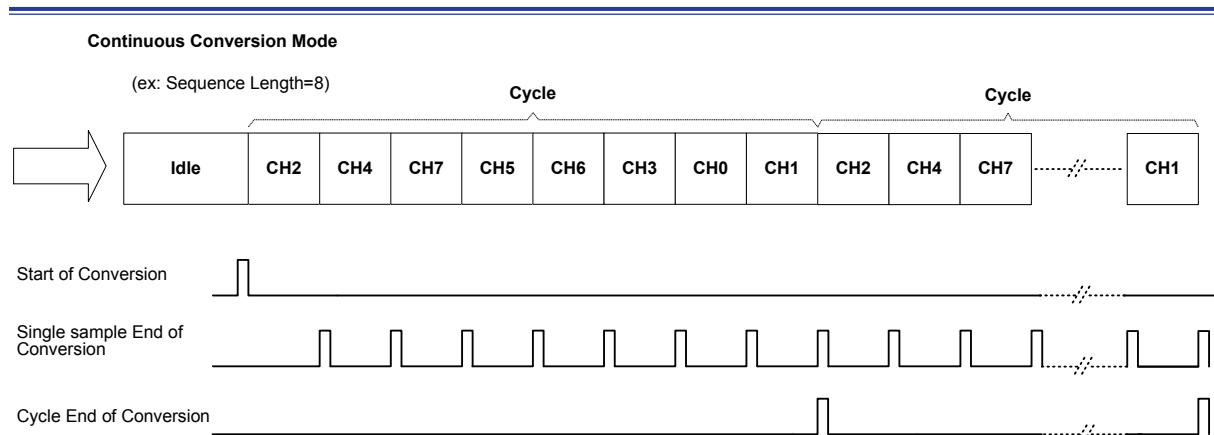 Continuous Conversion Mode
(ex: Sequence Length=8)
Cycle Cycle
Idle CH2 CH4 CH7 CH5 CH6 CH3 CH0 CH1 CH2 CH4 CH7 CH1
Start of Conversion
Single sample End of
Conversion
Cycle End of Conversion